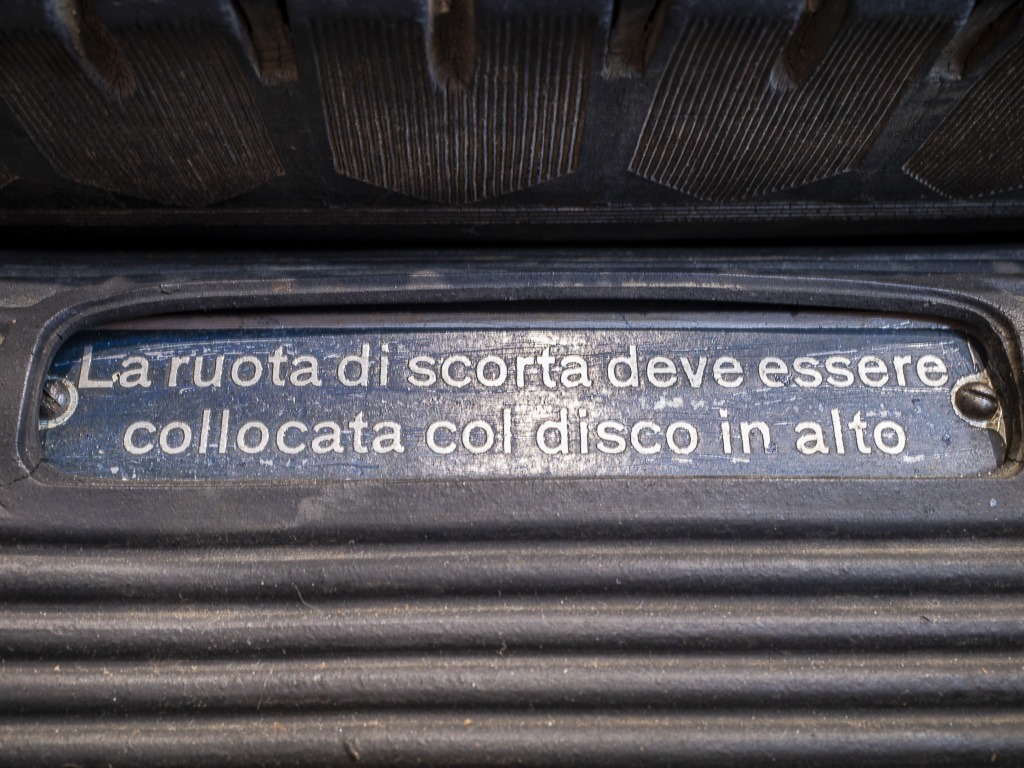 La ruota di scorta deve essere
collocata col disco in alto